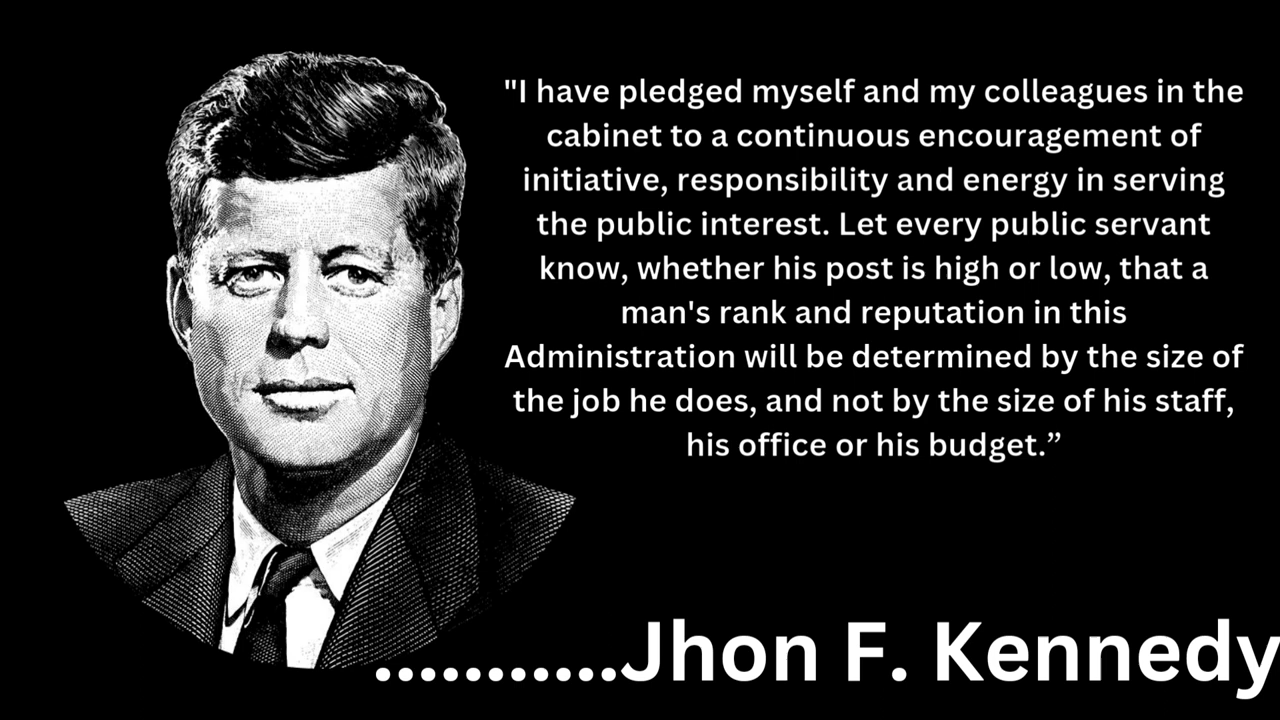 "I have pledged myself and my colleagues in the
cabinet to a continuous encouragement of
initiative, responsibility and energy in serving
the public interest. Let every public servant
know, whether his post is high or low, that a
man's rank and reputation in this
Administration will be determined by the size of
the job he does, and not by the size of his staff,
his office or his budget.”
...........Jhon F. Kennedy